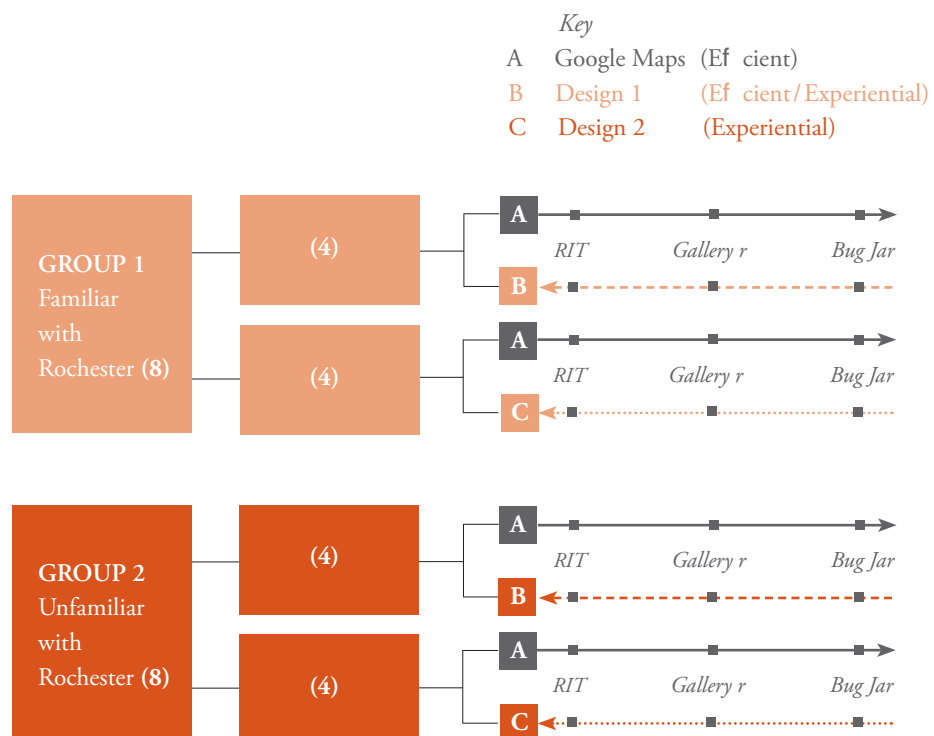 Key
A Google Maps (Ef cient)
B Design 1 (Ef cient/Experiential)
C Design 2 (Experiential)
GROUP 1
Familiar
with
Rochester (8)
(4)
A
RIT Gallery r Bug Jar
B
(4)
A
RIT Gallery r Bug Jar
C
GROUP 2
Unfamiliar
with
Rochester (8)
(4)
A
RIT Gallery r Bug Jar
B
(4)
A
RIT Gallery r Bug Jar
C